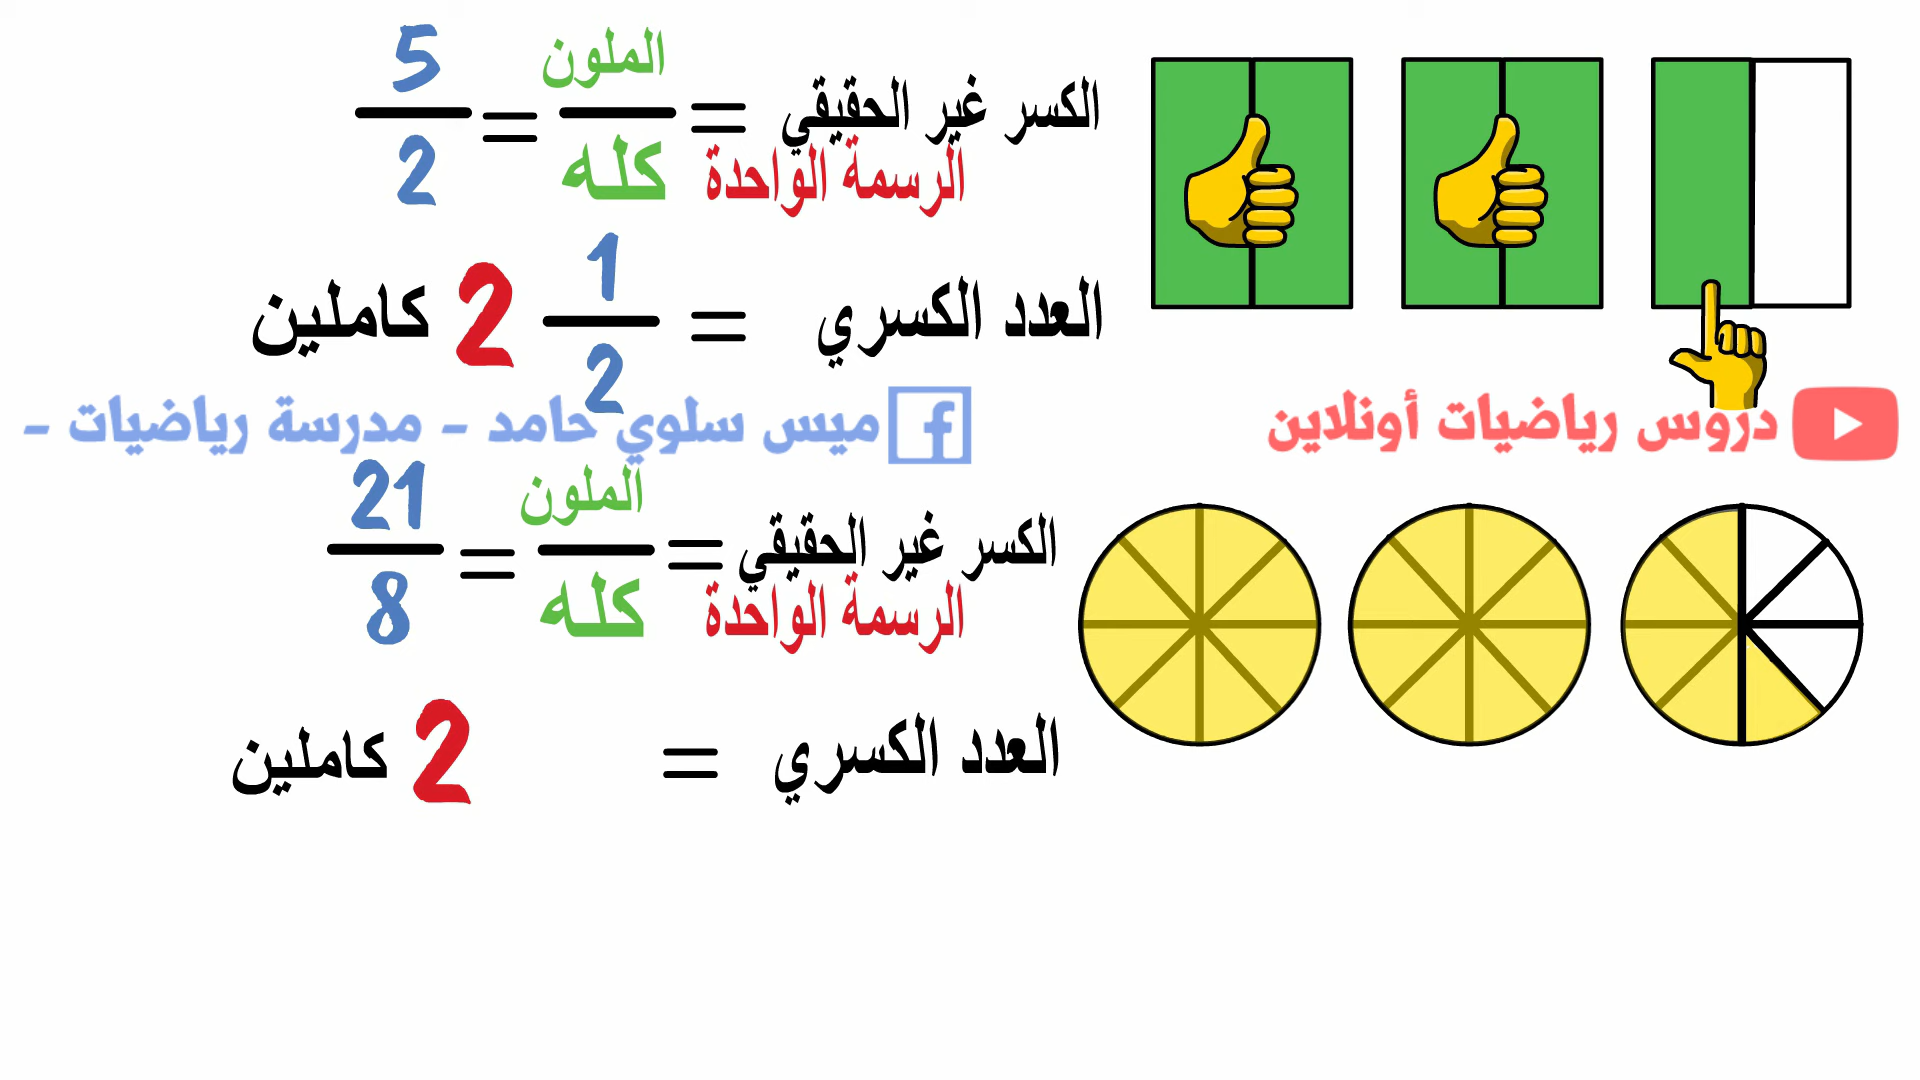 الكسر غير الحقيقي = الملون / كله = 5 / 2
الرسمة الواحدة
العدد الكسري = 1 / 2 2 كاملين
دروس رياضيات أونلاين
ميس سلوي حامد - مدرسة رياضيات -
الكسر غير الحقيقي = الملون / كله = 21 / 8
الرسمة الواحدة
العدد الكسري = 2 كاملين